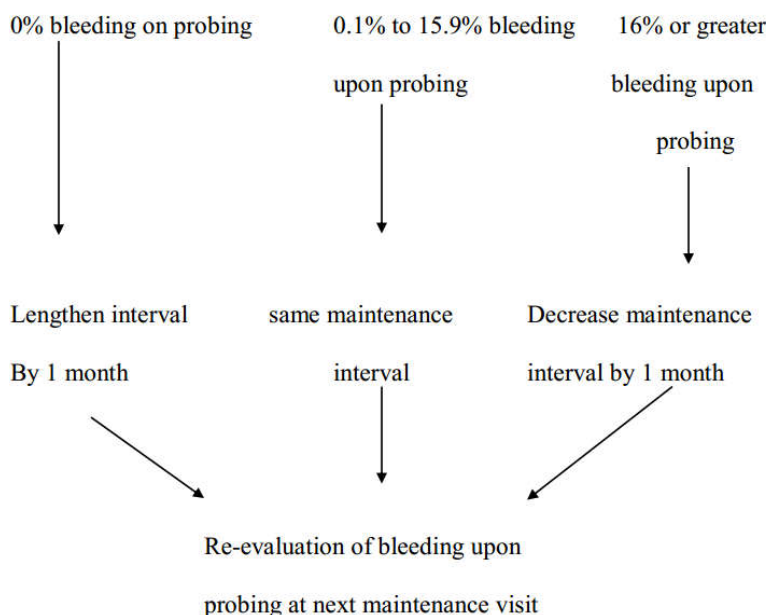 0% bleeding on probing
0.1% to 15.9% bleeding
upon probing
16% or greater
bleeding upon
probing
Lengthen interval
By 1 month
same maintenance
interval
Decrease maintenance
interval by 1 month
Re-evaluation of bleeding upon
probing at next maintenance visit